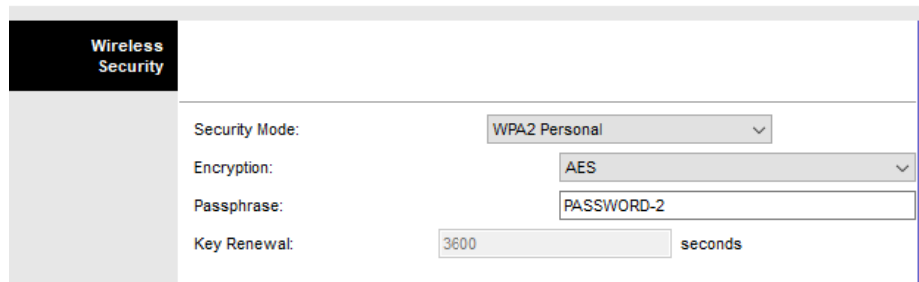 Wireless
Security
Security Mode: WPA2 Personal
Encryption: AES
Passphrase: PASSWORD-2
Key Renewal: 3600 seconds